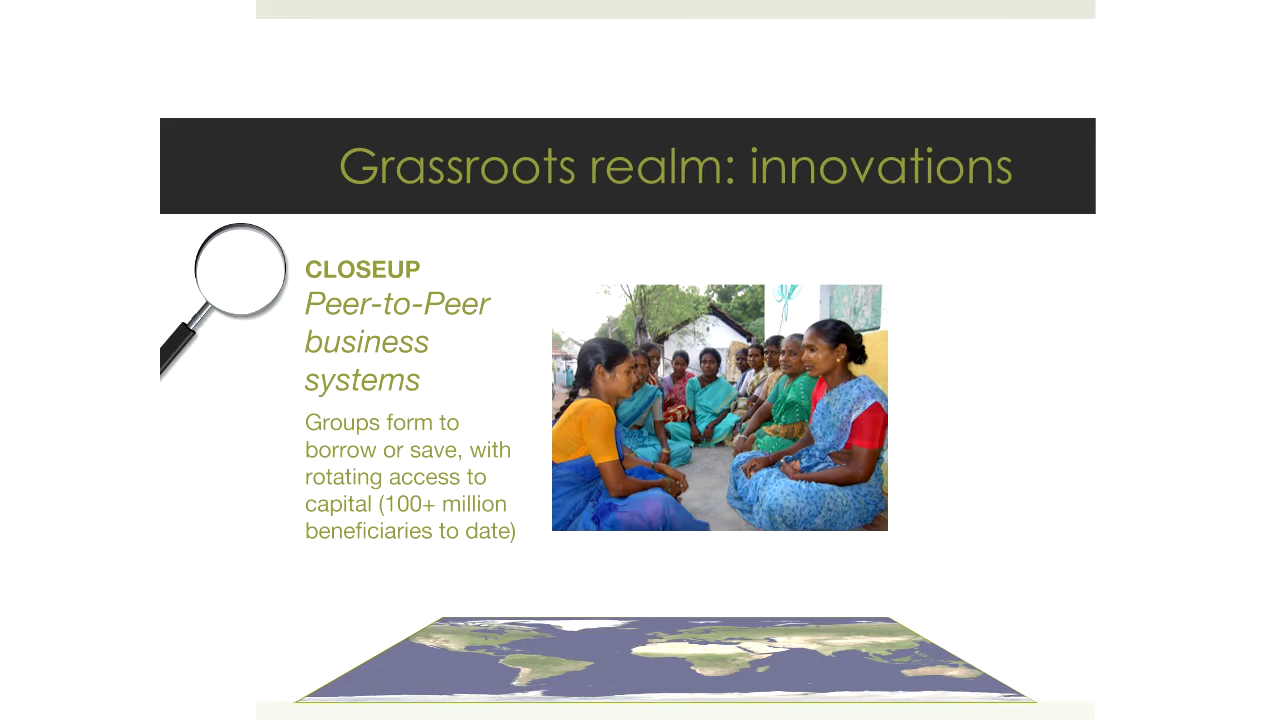 Grassroots realm: innovations
CLOSEUP
Peer-to-Peer
business
systems
Groups form to
borrow or save, with
rotating access to
capital (100+ million
beneficiaries to date)